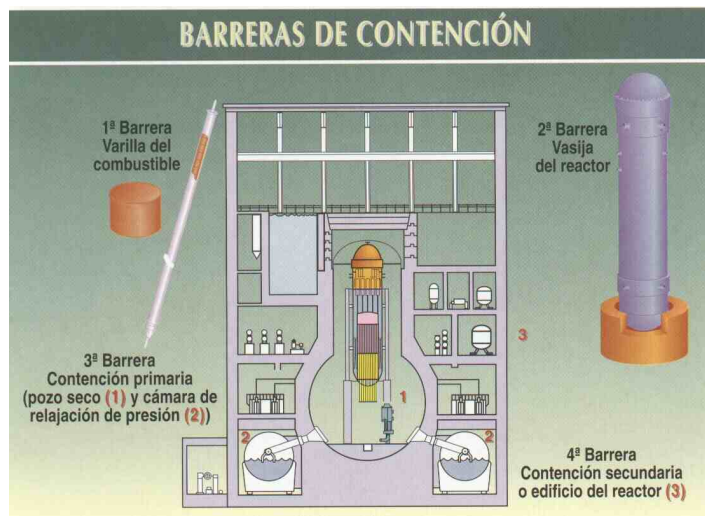 BARRERAS DE CONTENCIÓN
1ª Barrera
Varilla del
combustible
2ª Barrera
Vasija
del reactor
3
3ª Barrera
Contención primaria
(pozo seco (1) y cámara de
relajación de presión (2))
1
2
2
4ª Barrera
Contención secundaria
o edificio del reactor (3)